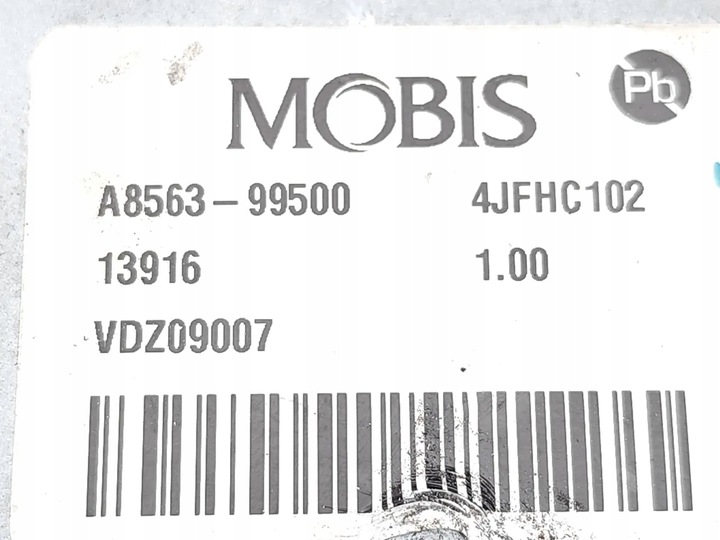 MOBIS Pb
A8563-99500 4JFHC102
13916 1.00
VDZ09007